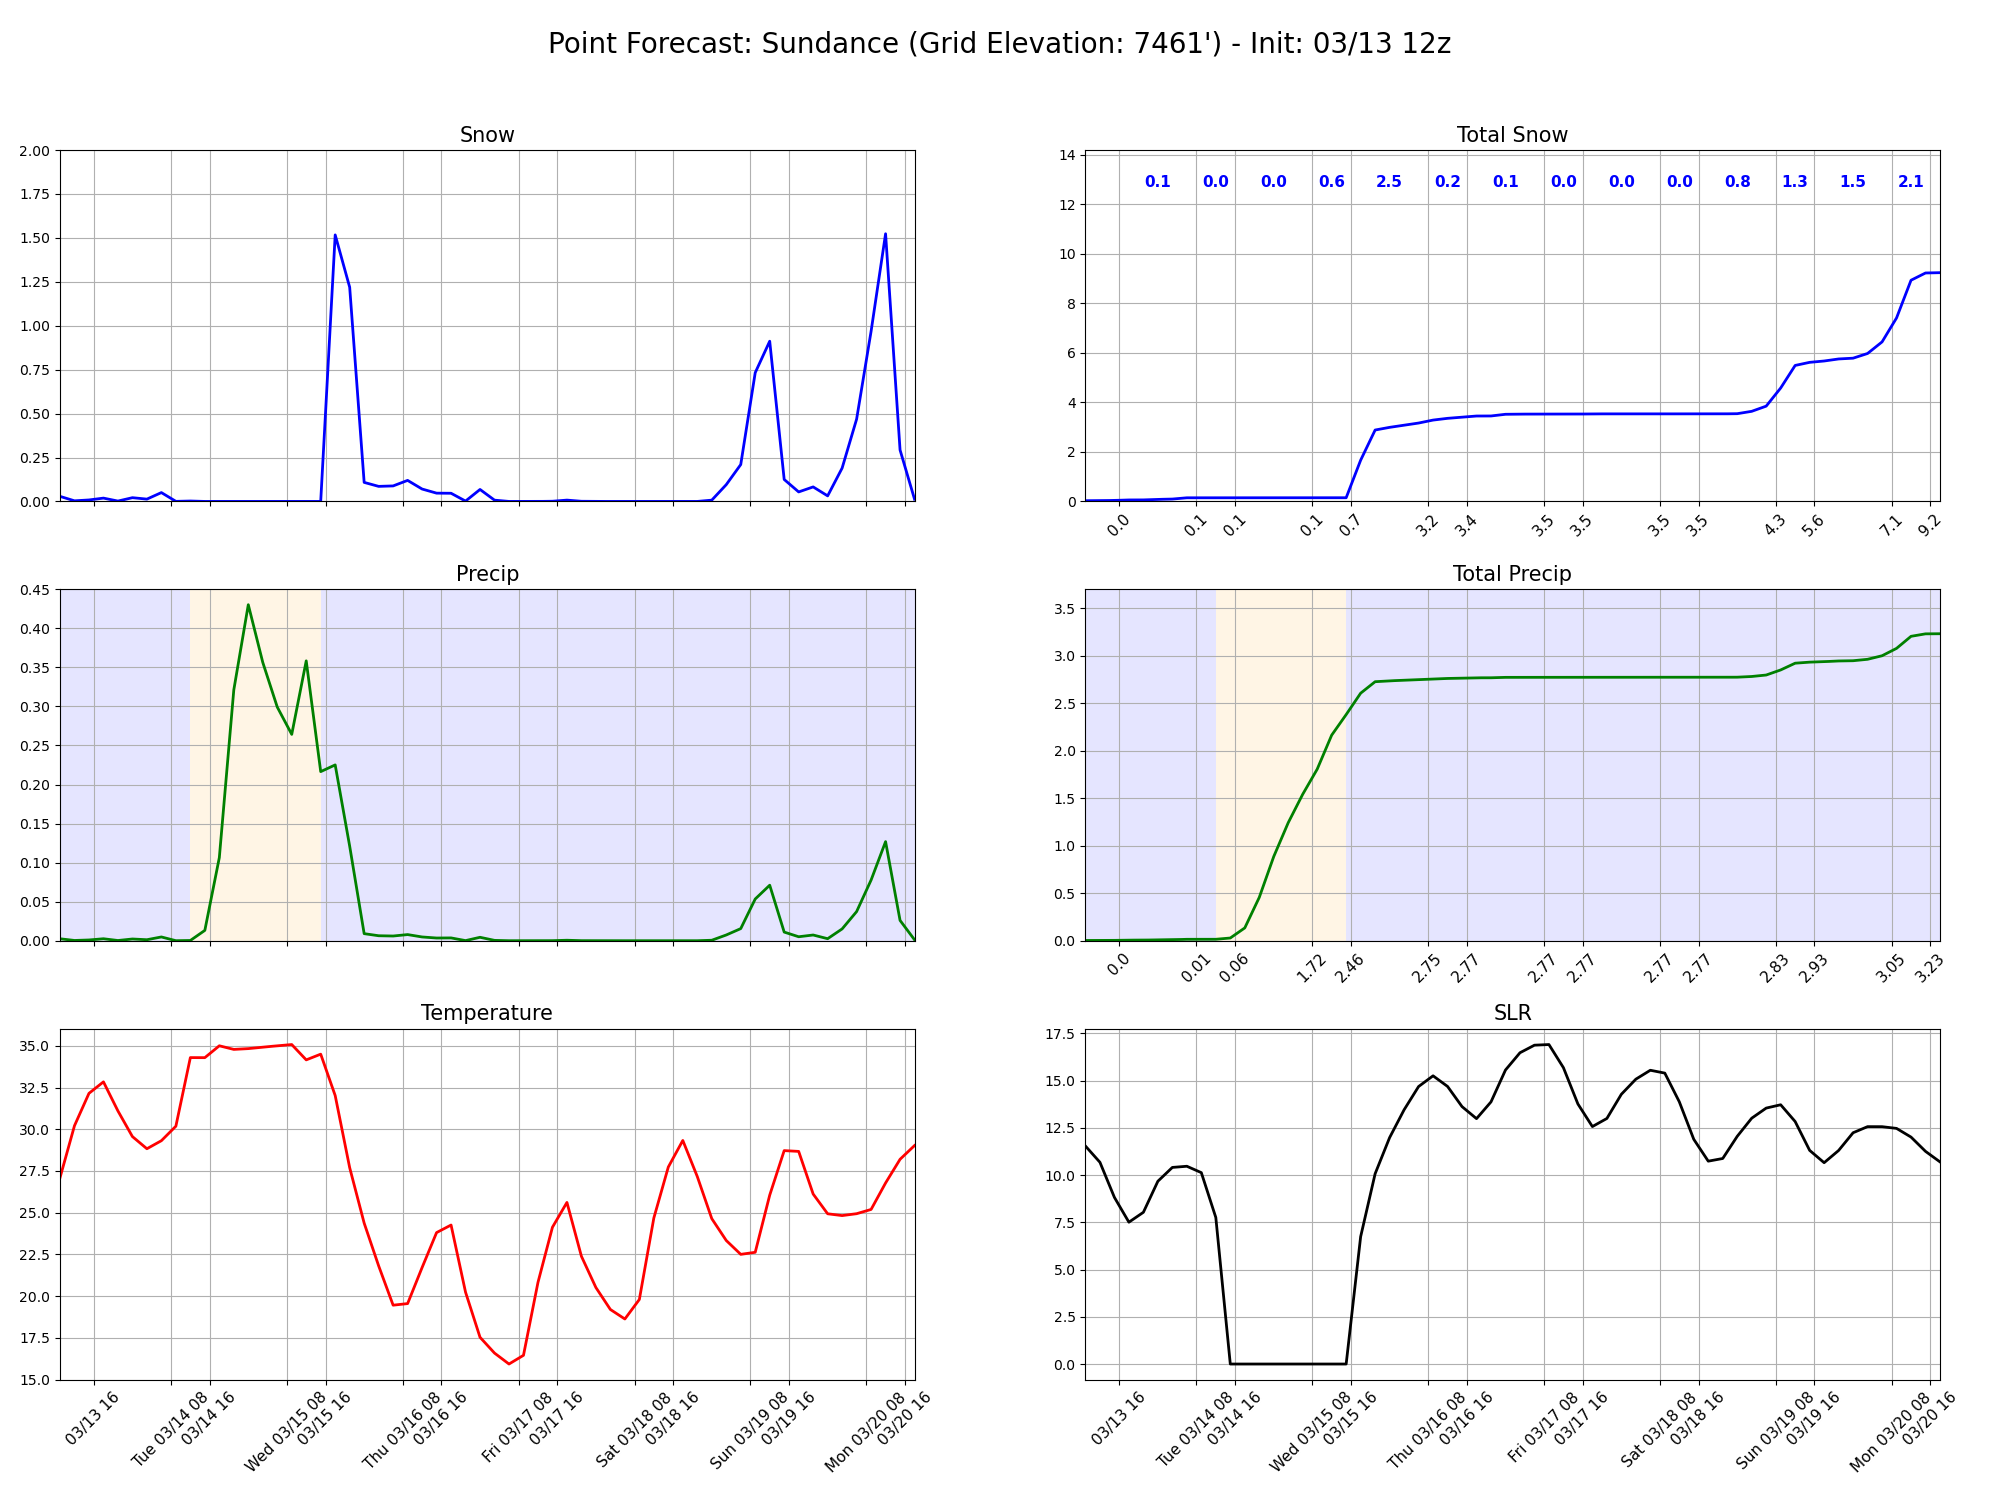 Point Forecast: Sundance (Grid Elevation: 7461') - Init: 03/13 12z
Snow
2.00
1.75
1.50
1.25
1.00
0.75
0.50
0.25
0.00
Total Snow
14
12
10
8
6
4
2
0
0.1 0.0 0.0 0.6 2.5 0.2 0.1 0.0 0.0 0.0 0.8 1.3 1.5 2.1
0.0 0.1 0.1 0.1 0.7 3.2 3.4 3.5 3.5 3.5 3.5 4.3 5.6 7.1 9.2
Precip
0.45
0.40
0.35
0.30
0.25
0.20
0.15
0.10
0.05
0.00
Total Precip
3.5
3.0
2.5
2.0
1.5
1.0
0.5
0.0
0.0 0.01 0.06 1.72 2.46 2.75 2.77 2.77 2.77 2.77 2.77 2.83 2.93 3.05 3.23
Temperature
35.0
32.5
30.0
27.5
25.0
22.5
20.0
17.5
15.0
03/13 16
Tue 03/14 08
03/14 16
Wed 03/15 08
03/15 16
Thu 03/16 08
03/16 16
Fri 03/17 08
03/17 16
Sat 03/18 08
03/18 16
Sun 03/19 08
03/19 16
Mon 03/20 08
03/20 16
SLR
17.5
15.0
12.5
10.0
7.5
5.0
2.5
0.0
03/13 16
Tue 03/14 08
03/14 16
Wed 03/15 08
03/15 16
Thu 03/16 08
03/16 16
Fri 03/17 08
03/17 16
Sat 03/18 08
03/18 16
Sun 03/19 08
03/19 16
Mon 03/20 08
03/20 16